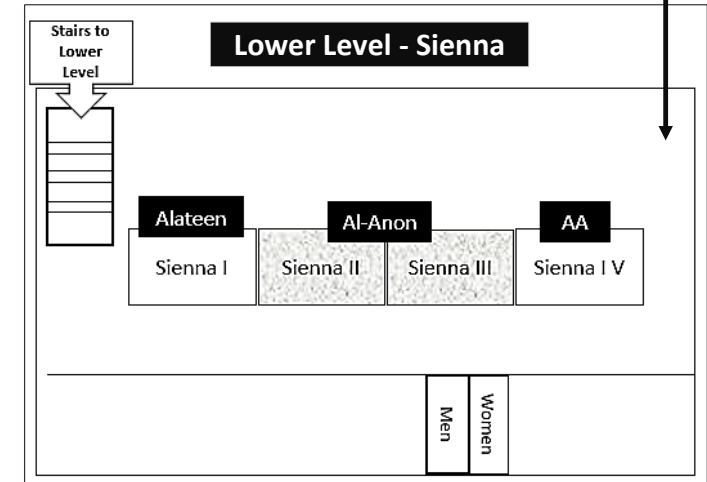 Stairs to
Lower
Level
Lower Level - Sienna
Alateen
Al-Anon
AA
Sienna I
Sienna II
Sienna III
Sienna I V
Men
Women